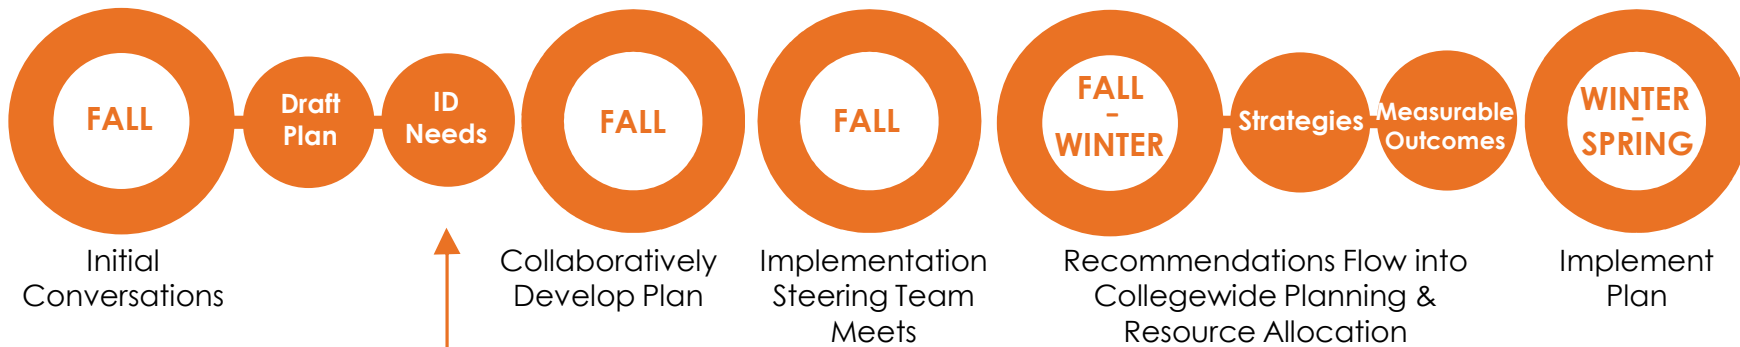 FALL
Draft
Plan
ID
Needs
FALL
FALL
FALL
-
WINTER
Strategies
Measurable
Outcomes
WINTER
-
SPRING
Initial
Conversations
Collaboratively
Develop Plan
Implementation
Steering Team
Meets
Recommendations Flow into
Collegewide Planning &
Resource Allocation
Implement
Plan